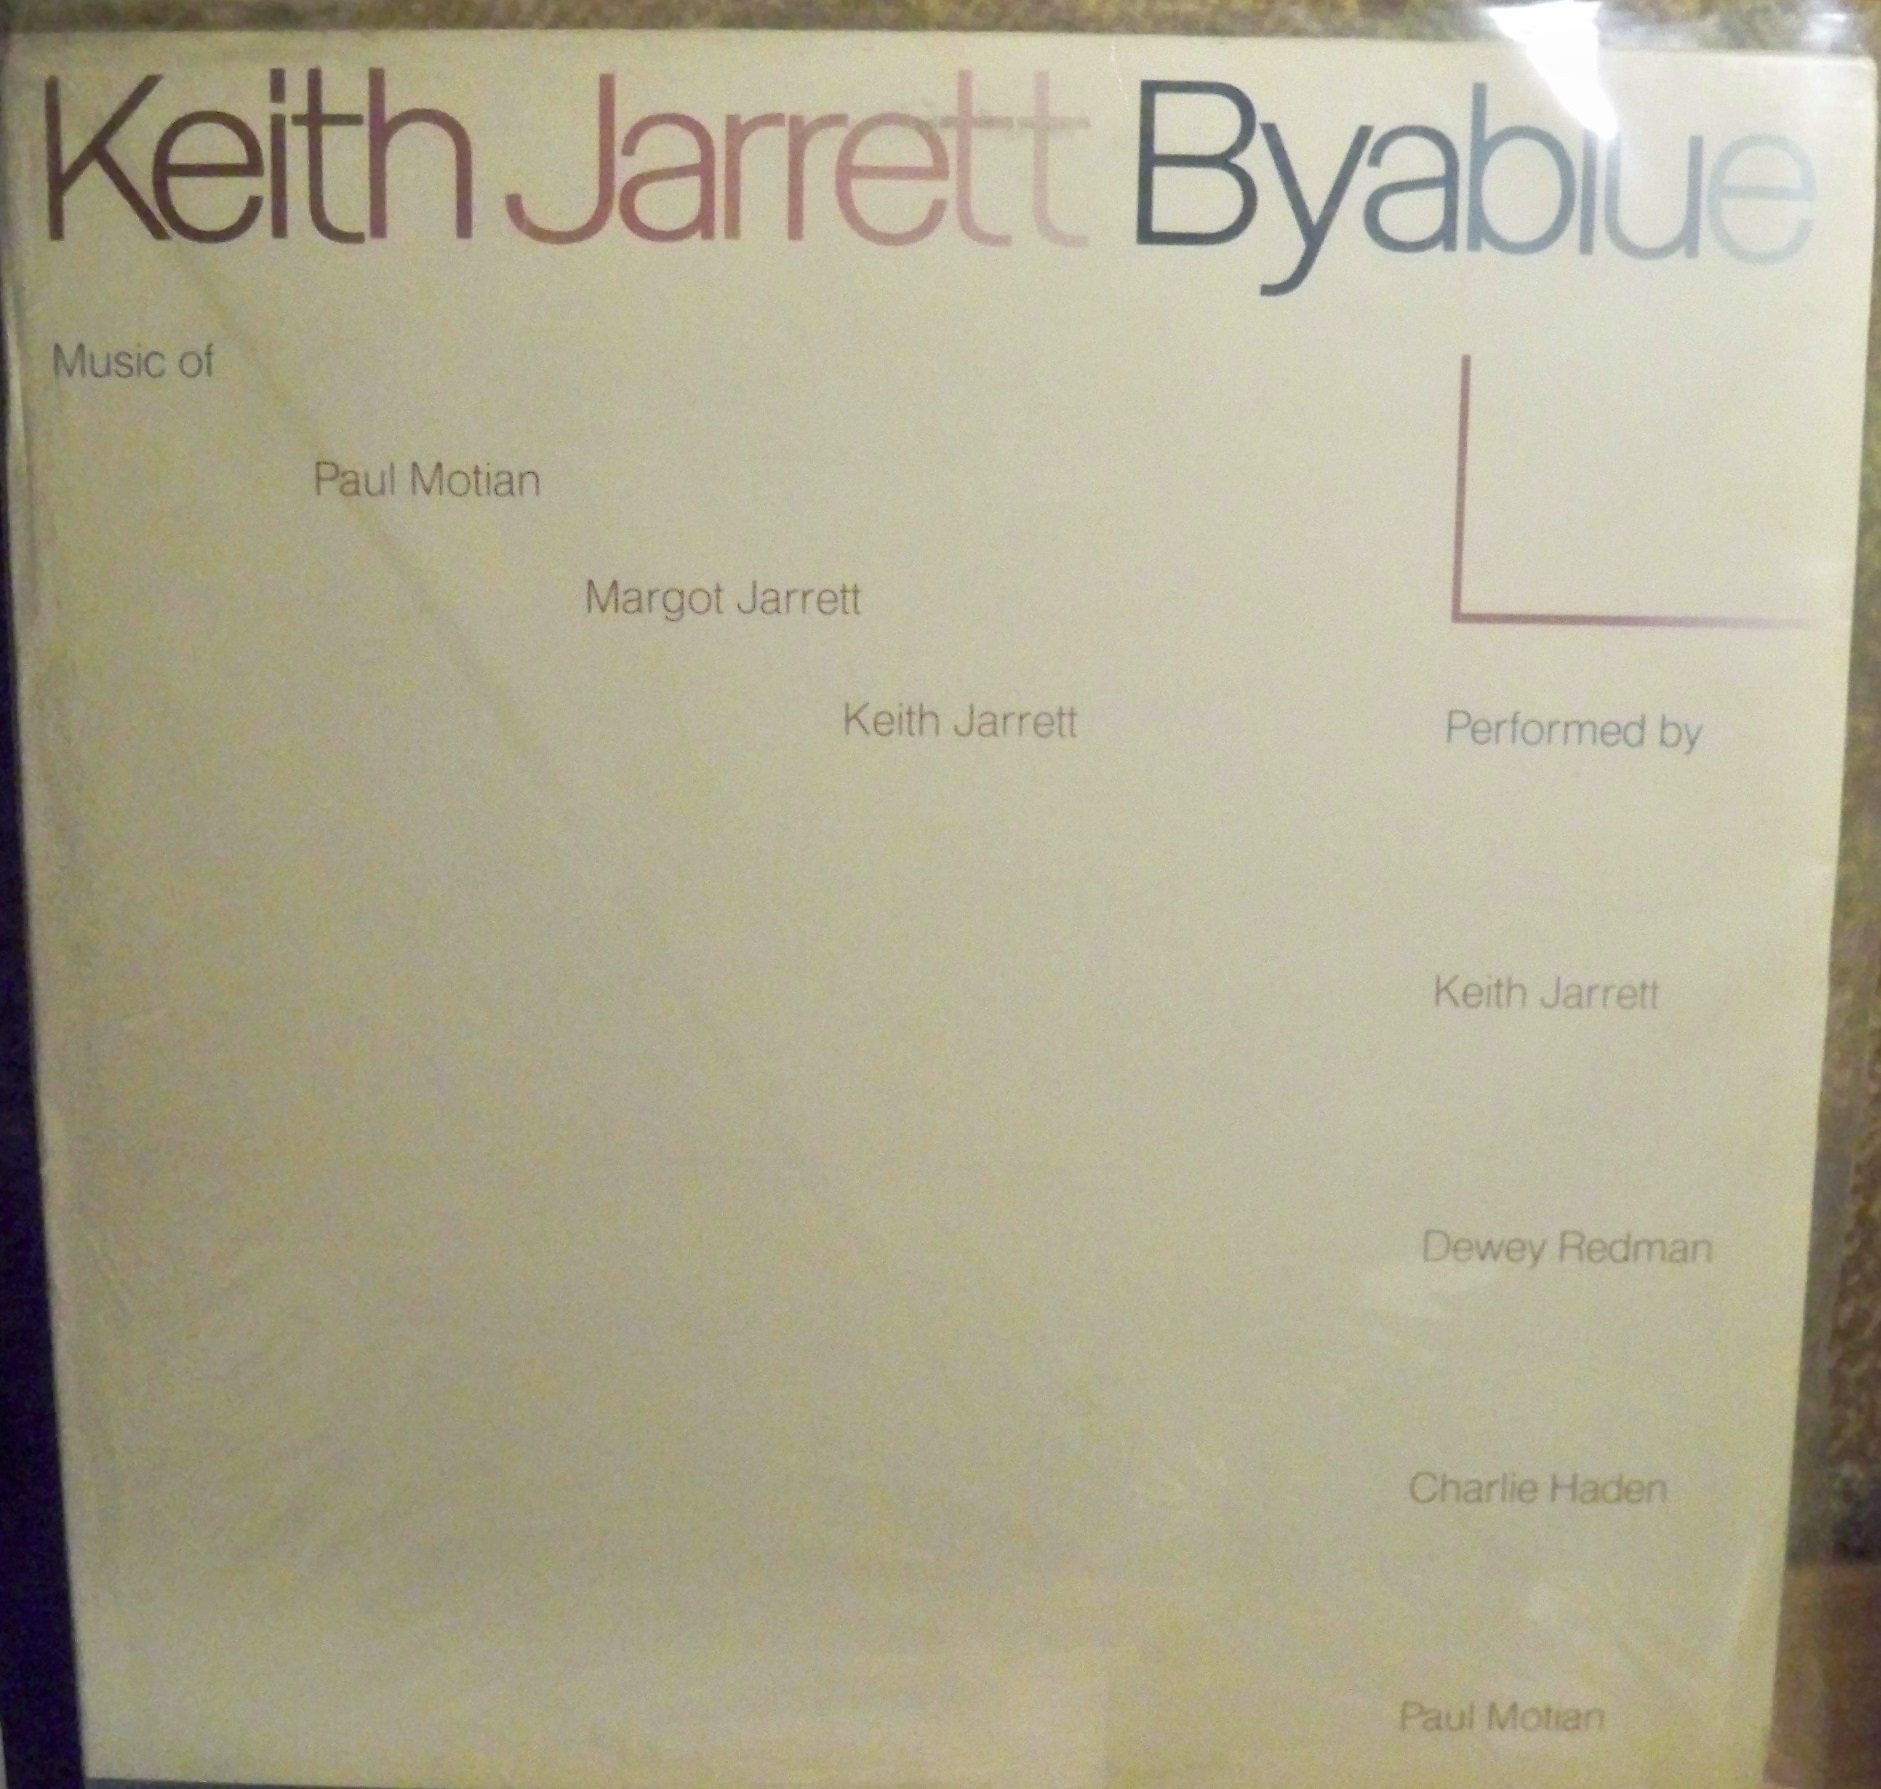 Keith Jarrett Byablue
Music of
Paul Motian
Margot Jarrett
Keith Jarrett
Performed by
Keith Jarrett
Dewey Redman
Charlie Haden
Paul Motian